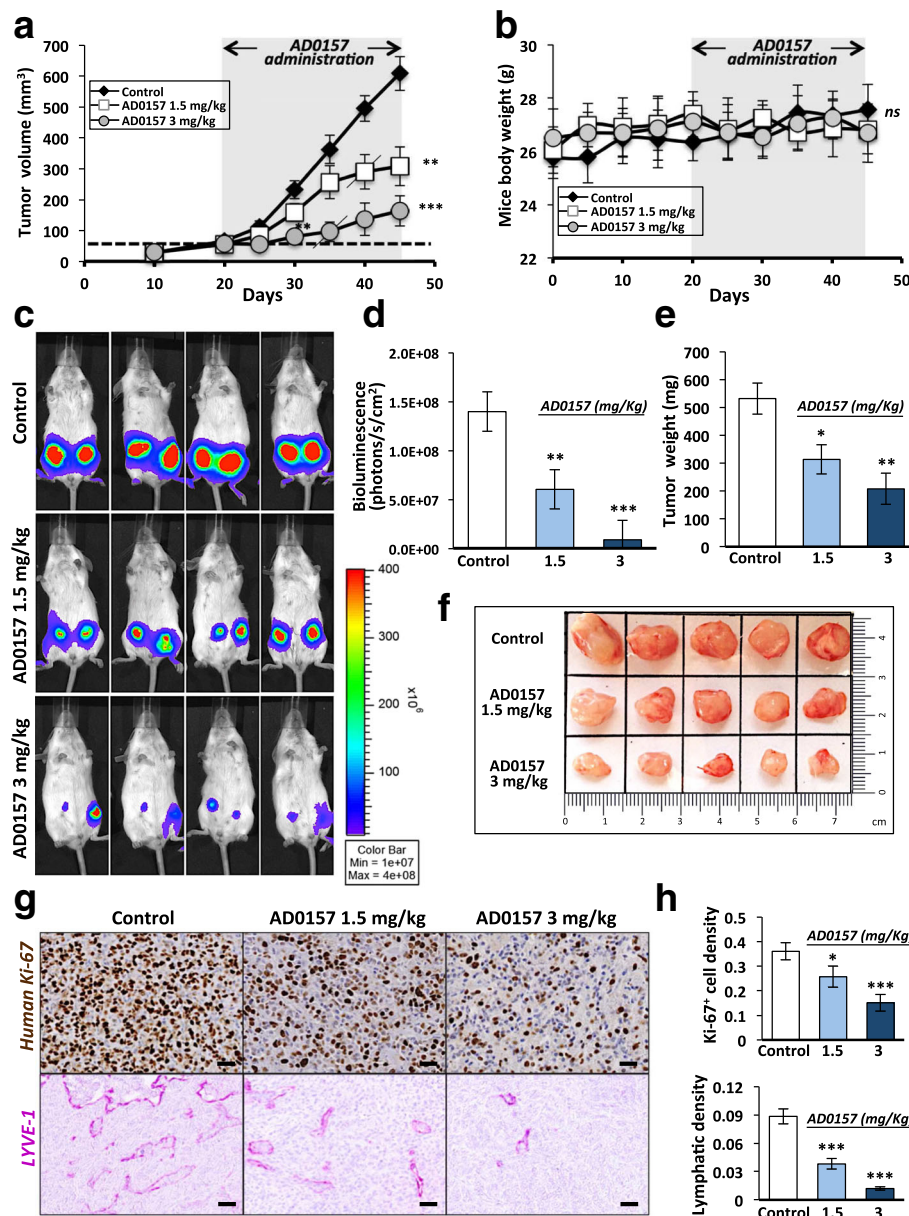 a
AD0157
administration
Tumor volume (mm³)
700
600
500
400
300
200
100
0
Control
AD0157 1.5 mg/kg
AD0157 3 mg/kg
**
***
**
0 10 20 30 40 50
Days
b
AD0157
administration
Mice body weight (g)
30
28
26
24
22
ns
Control
AD0157 1.5 mg/kg
AD0157 3 mg/kg
0 10 20 30 40 50
Days
c
Control
AD0157 1.5 mg/kg
AD0157 3 mg/kg
400
300
200
100
x10⁶
Color Bar
Min = 1e+07
Max = 4e+08
d
Bioluminescence
(photons/s/cm²)
2.0E+08
1.5E+08
1.0E+08
5.0E+07
0.0E+00
AD0157 (mg/Kg)
**
***
Control 1.5 3
e
Tumor weight (mg)
700
600
500
400
300
200
100
0
AD0157 (mg/Kg)
*
**
Control 1.5 3
f
Control
AD0157
1.5 mg/kg
AD0157
3 mg/kg
4
3
2
1
0
0 1 2 3 4 5 6 7 cm
g
Control AD0157 1.5 mg/kg AD0157 3 mg/kg
Human Ki-67
LYVE-1
h
Ki-67⁺ cell density
0.5
0.4
0.3
0.2
0.1
0
AD0157 (mg/Kg)
*
***
Control 1.5 3
Lymphatic density
0.12
0.09
0.06
0.03
0
AD0157 (mg/Kg)
***
***
Control 1.5 3